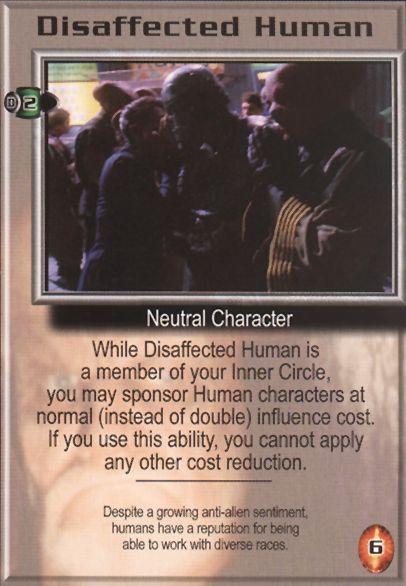 Disaffected Human
D 2
Neutral Character
While Disaffected Human is
a member of your Inner Circle,
you may sponsor Human characters at
normal (instead of double) influence cost.
If you use this ability, you cannot apply
any other cost reduction.
Despite a growing anti-alien sentiment,
humans have a reputation for being
able to work with diverse races.
6